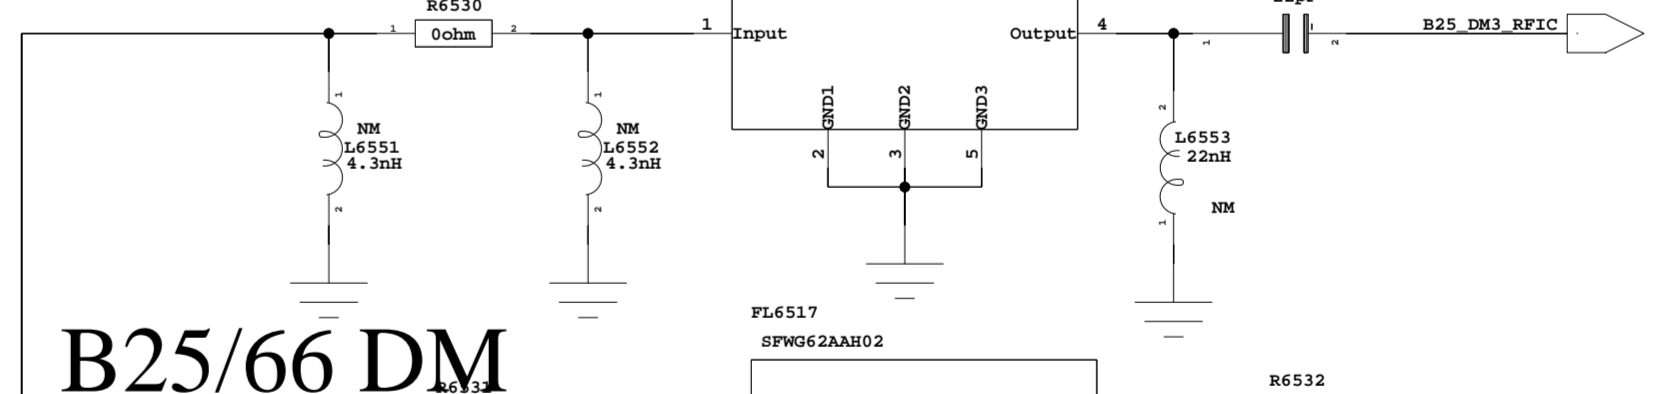 R6530
1 0ohm 2
1 Input
Output 4
1
1
2
B25_DM3_RFIC
1
NM
L6551
4.3nH
2
1
NM
L6552
4.3nH
2
GND1
GND2
GND3
2
3
5
2
L6553
22nH
NM
1
FL6517
SFWG62AAH02
B25/66 DM
R6531
R6532